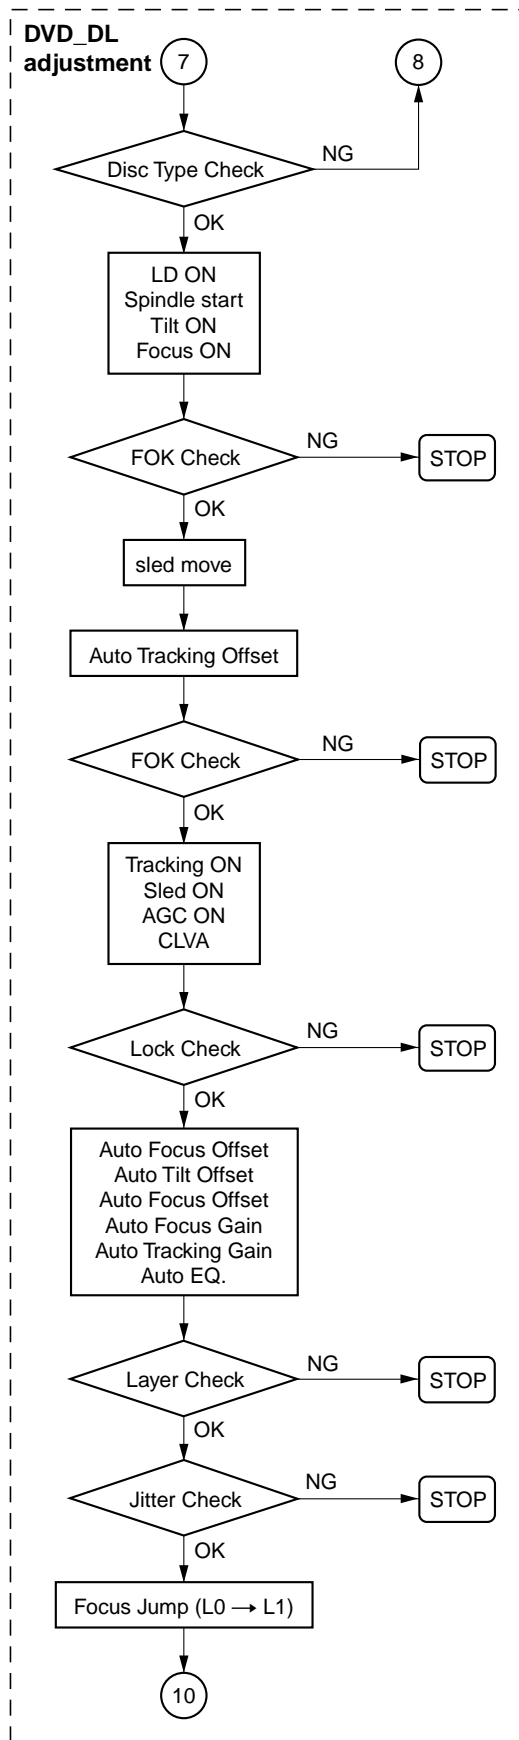 DVD_DL
adjustment
7
8
Disc Type Check
NG
OK
LD ON
Spindle start
Tilt ON
Focus ON
FOK Check
NG
STOP
OK
sled move
Auto Tracking Offset
FOK Check
NG
STOP
OK
Tracking ON
Sled ON
AGC ON
CLVA
Lock Check
NG
STOP
OK
Auto Focus Offset
Auto Tilt Offset
Auto Focus Offset
Auto Focus Gain
Auto Tracking Gain
Auto EQ.
Layer Check
NG
STOP
OK
Jitter Check
NG
STOP
OK
Focus Jump (L0 → L1)
10